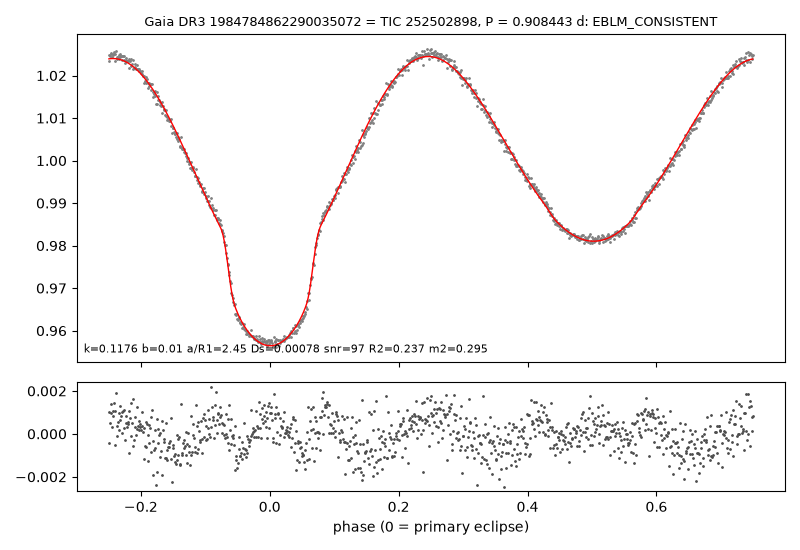 Gaia DR3 1984784862290035072 = TIC 252502898, P = 0.908443 d: EBLM_CONSISTENT
1.02
1.01
1.00
0.99
0.98
0.97
0.96
k=0.1176 b=0.01 a/R1=2.45 Ds=0.00078 snr=97 R2=0.237 m2=0.295
0.002
0.000
−0.002
−0.2 0.0 0.2 0.4 0.6
phase (0 = primary eclipse)